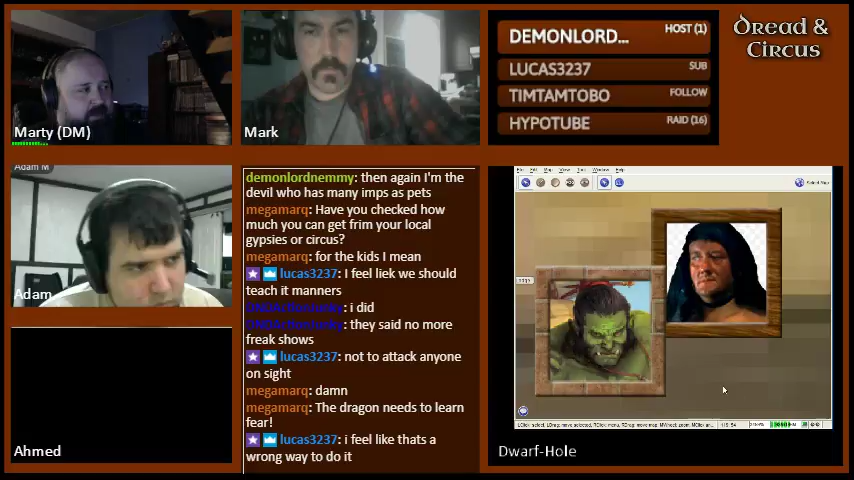 Marty (DM)
Mark
DEMONLORD...
HOST (1)
LUCAS3237
SUB
TIMTAMTOBO
FOLLOW
HYPOTUBE
RAID (16)
Dread &
Circus
Adam M
Adam
Ahmed
demonlordnemmy: then again I'm the
devil who has many imps as pets
megamarq: Have you checked how
much you can get frim your local
gypsies or circus?
megamarq: for the kids I mean
lucas3237: I feel liek we should
teach it manners
i did
they said no more
freak shows
lucas3237: not to attack anyone
on sight
megamarq: damn
megamarq: The dragon needs to learn
fear!
lucas3237: i feel like thats a
wrong way to do it
Select Map
Dwarf-Hole